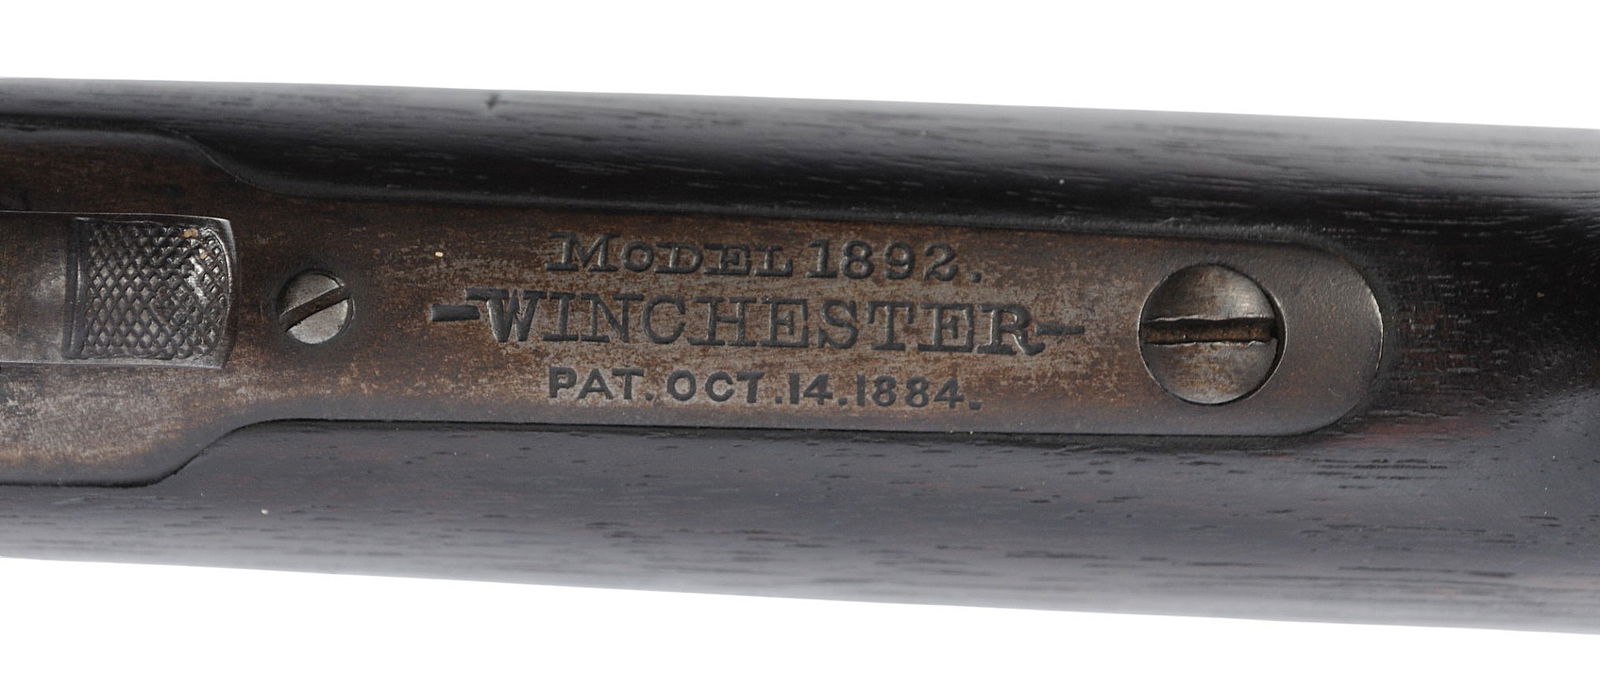 MODEL 1892.
-WINCHESTER-
PAT. OCT. 14. 1884.